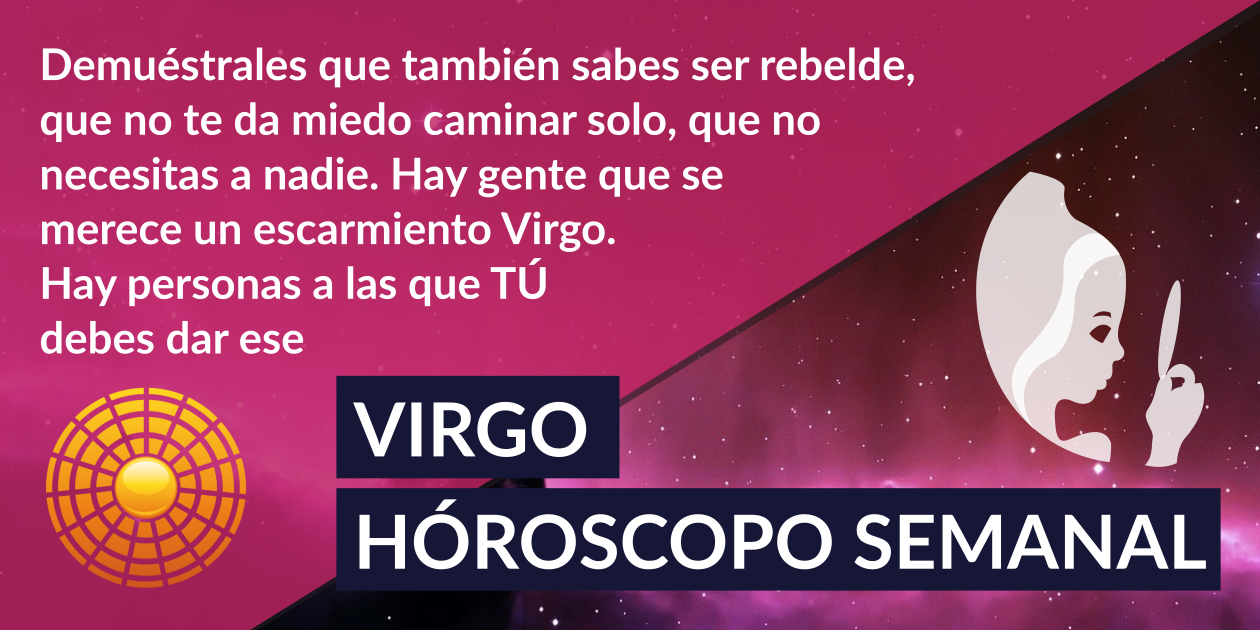 Demuéstrales que también sabes ser rebelde,
que no te da miedo caminar solo, que no
necesitas a nadie. Hay gente que se
merece un escarmiento Virgo.
Hay personas a las que TÚ
debes dar ese
VIRGO
HÓROSCOPO SEMANAL